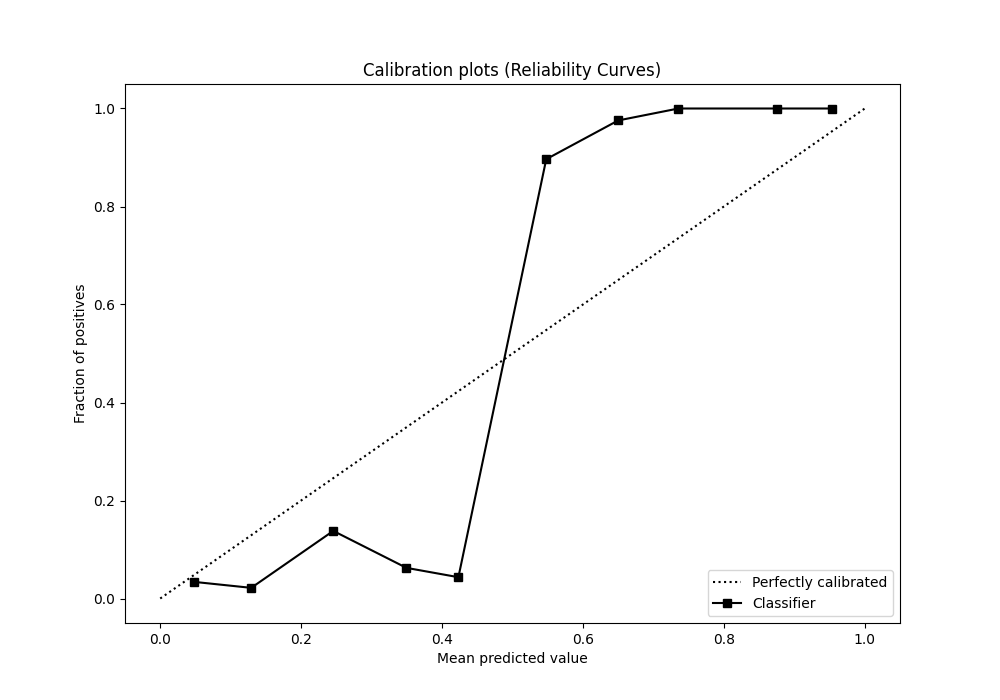 Calibration plots (Reliability Curves)
1.0
0.8
0.6
0.4
0.2
0.0
Fraction of positives
0.0 0.2 0.4 0.6 0.8 1.0
Mean predicted value
Perfectly calibrated
Classifier